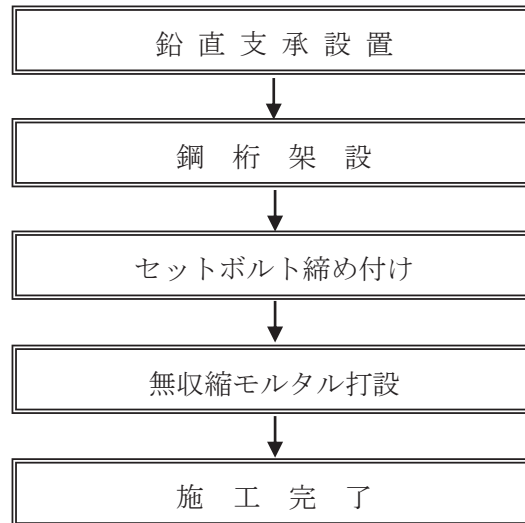 鉛直支承設置
鋼桁架設
セットボルト締め付け
無収縮モルタル打設
施工完了